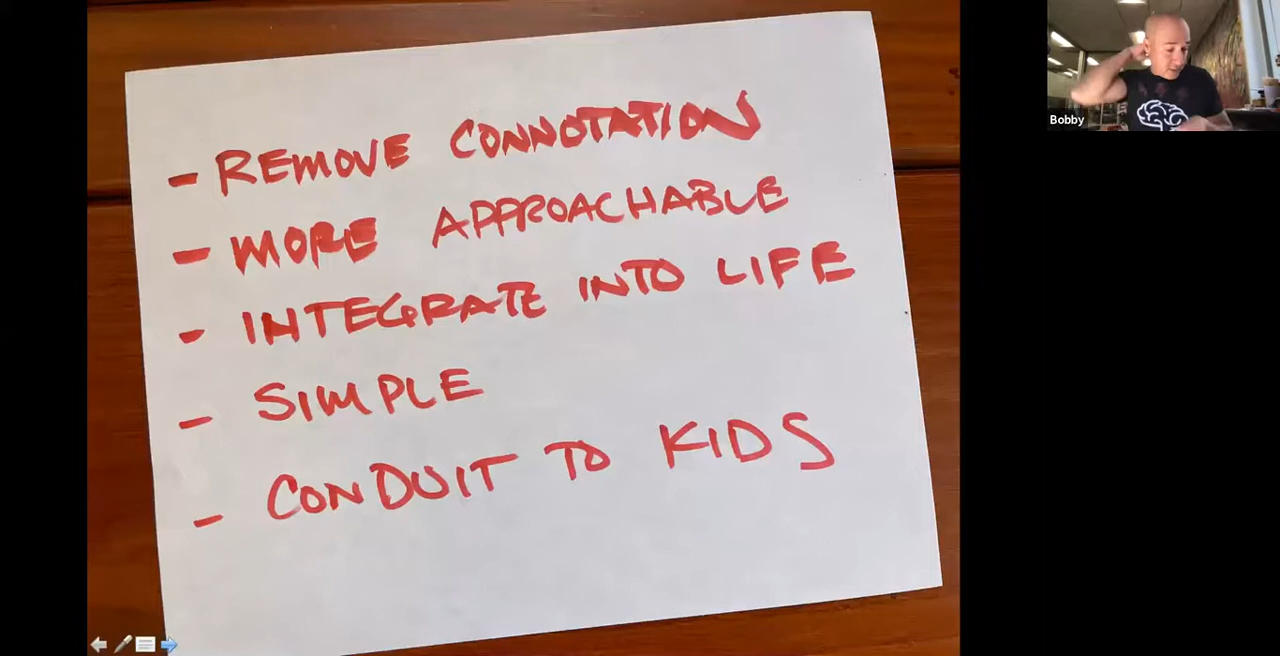 - REMOVE CONNOTATION
- MORE APPROACHABLE
- INTEGRATE INTO LIFE
- SIMPLE
- CONDUIT TO KIDS
Bobby